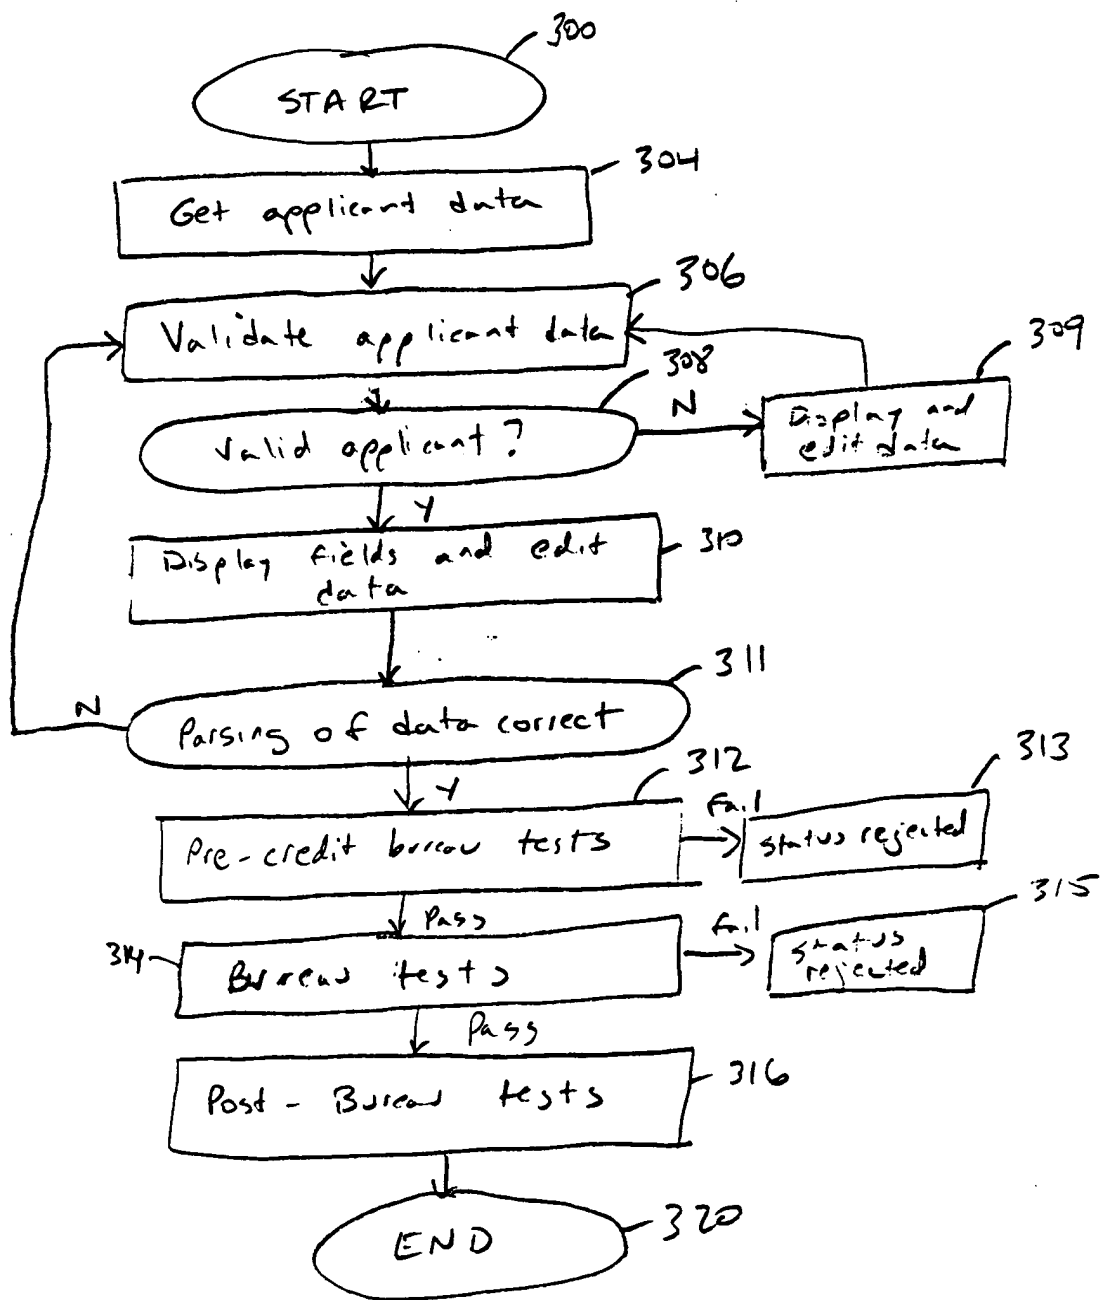 300
START
304
Get applicant data
306
Validate applicant data
308
309
N
Valid applicant?
Display and
edit data
Y
310
Display fields and edit
data
311
N
Parsing of data correct
Y
312
313
Fail
Pre-credit bureau tests
Status rejected
315
Pass
Fail
314
Bureau tests
Status
rejected
Pass
316
Post-Bureau tests
320
END